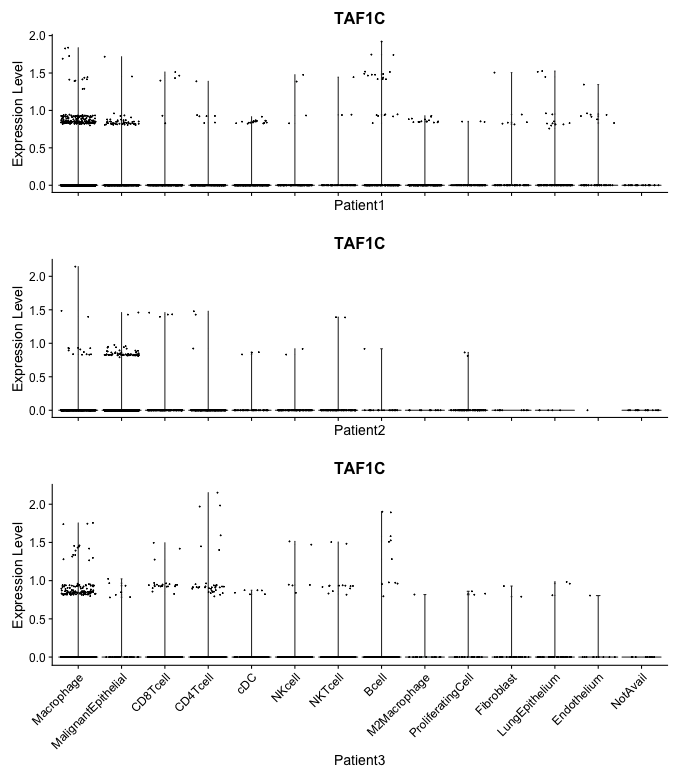 TAF1C
Expression Level
2.0
1.5
1.0
0.5
0.0
Patient1
TAF1C
Expression Level
2.0
1.5
1.0
0.5
0.0
Patient2
TAF1C
Expression Level
2.0
1.5
1.0
0.5
0.0
Macrophage
MalignantEpithelial
CD8Tcell
CD4Tcell
cDC
NKcell
NKTcell
Bcell
M2Macrophage
ProliferatingCell
Fibroblast
LungEpithelium
Endothelium
NotAvail
Patient3